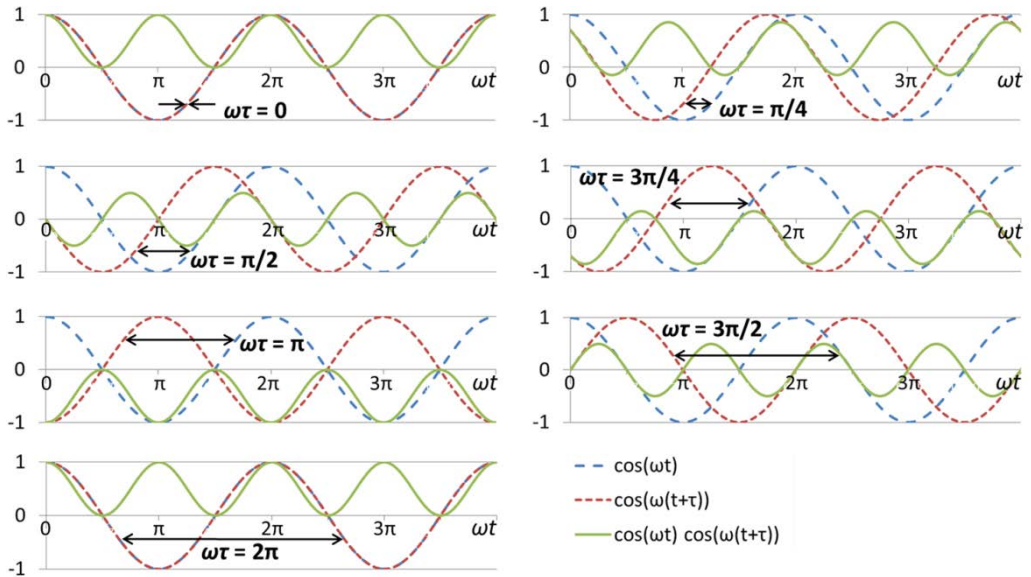 1
0
-1
0
π
2π
3π
ωt
ωτ = 0
1
0
-1
0
π
2π
3π
ωt
ωτ = π/4
1
0
-1
0
π
2π
3π
ωt
ωτ = π/2
1
0
-1
0
π
2π
3π
ωt
ωτ = 3π/4
1
0
-1
0
π
2π
3π
ωt
ωτ = π
1
0
-1
0
π
2π
3π
ωt
ωτ = 3π/2
1
0
-1
0
π
2π
3π
ωt
ωτ = 2π
cos(ωt)
cos(ω(t+τ))
cos(ωt) cos(ω(t+τ))